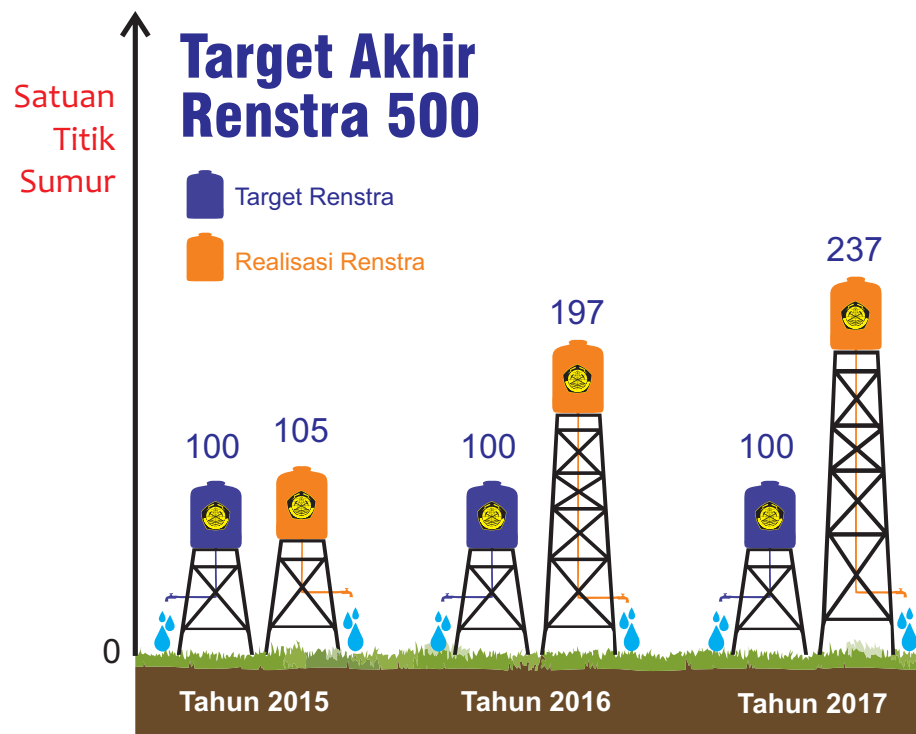 Target Akhir
Renstra 500
Satuan
Titik
Sumur
Target Renstra
Realisasi Renstra
100
105
100
197
100
237
0
Tahun 2015
Tahun 2016
Tahun 2017